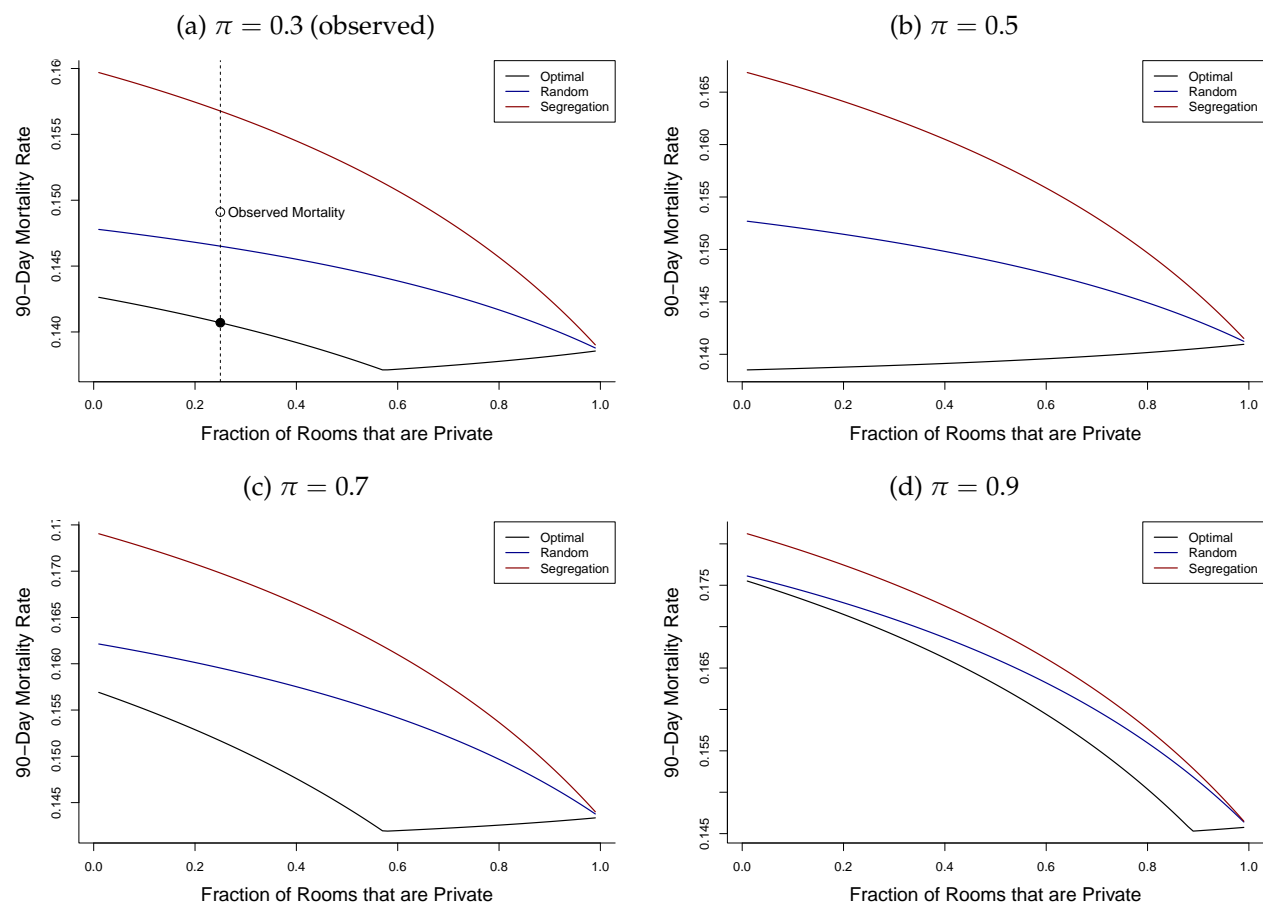 (a) π = 0.3 (observed)
90−Day Mortality Rate
0.140
0.145
0.150
0.155
0.16
Optimal
Random
Segregation
Observed Mortality
0.0 0.2 0.4 0.6 0.8 1.0
Fraction of Rooms that are Private
(b) π = 0.5
90−Day Mortality Rate
0.140
0.145
0.150
0.155
0.160
0.165
Optimal
Random
Segregation
0.0 0.2 0.4 0.6 0.8 1.0
Fraction of Rooms that are Private
(c) π = 0.7
90−Day Mortality Rate
0.145
0.150
0.155
0.160
0.165
0.170
Optimal
Random
Segregation
0.0 0.2 0.4 0.6 0.8 1.0
Fraction of Rooms that are Private
(d) π = 0.9
90−Day Mortality Rate
0.145
0.155
0.165
0.175
Optimal
Random
Segregation
0.0 0.2 0.4 0.6 0.8 1.0
Fraction of Rooms that are Private